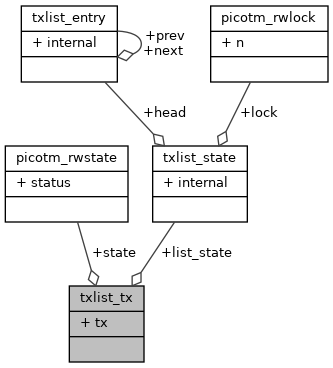 txlist_entry
+ internal
+prev
+next
picotm_rwlock
+ n
+head
+lock
picotm_rwstate
+ status
txlist_state
+ internal
+state
+list_state
txlist_tx
+ tx